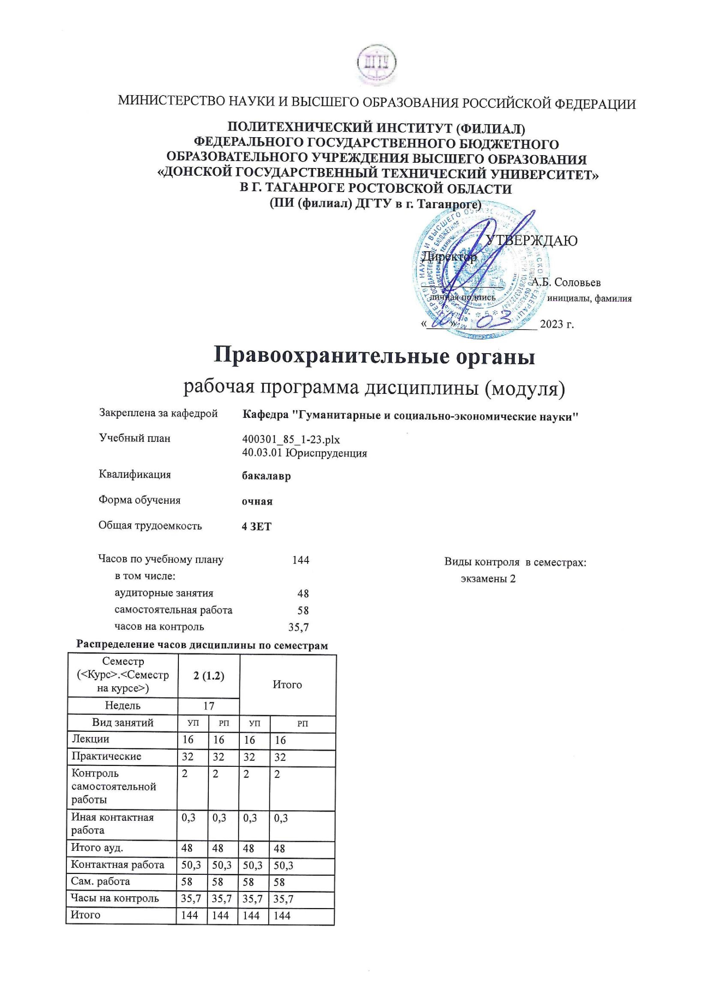 ДГТУ
МИНИСТЕРСТВО НАУКИ И ВЫСШЕГО ОБРАЗОВАНИЯ РОССИЙСКОЙ ФЕДЕРАЦИИ
ПОЛИТЕХНИЧЕСКИЙ ИНСТИТУТ (ФИЛИАЛ)
ФЕДЕРАЛЬНОГО ГОСУДАРСТВЕННОГО БЮДЖЕТНОГО
ОБРАЗОВАТЕЛЬНОГО УЧРЕЖДЕНИЯ ВЫСШЕГО ОБРАЗОВАНИЯ
«ДОНСКОЙ ГОСУДАРСТВЕННЫЙ ТЕХНИЧЕСКИЙ УНИВЕРСИТЕТ»
В Г. ТАГАНРОГЕ РОСТОВСКОЙ ОБЛАСТИ
(ПИ (филиал) ДГТУ в г. Таганроге)
УТВЕРЖДАЮ
Директор
А.Б. Соловьев
личная подпись инициалы, фамилия
«____» 03 2023 г.
Правоохранительные органы
рабочая программа дисциплины (модуля)
Закреплена за кафедрой Кафедра "Гуманитарные и социально-экономические науки"
Учебный план 400301_85_1-23.plx
40.03.01 Юриспруденция
Квалификация бакалавр
Форма обучения очная
Общая трудоемкость 4 ЗЕТ
Часов по учебному плану 144 Виды контроля в семестрах:
в том числе: экзамены 2
аудиторные занятия 48
самостоятельная работа 58
часов на контроль 35,7
Распределение часов дисциплины по семестрам
Семестр
(<Курс>.<Семестр 2 (1.2) Итого
на курсе>)
Недель 17
Вид занятий УП РП УП РП
Лекции 16 16 16 16
Практические 32 32 32 32
Контроль 2 2 2 2
самостоятельной
работы
Иная контактная 0,3 0,3 0,3 0,3
работа
Итого ауд. 48 48 48 48
Контактная работа 50,3 50,3 50,3 50,3
Сам. работа 58 58 58 58
Часы на контроль 35,7 35,7 35,7 35,7
Итого 144 144 144 144